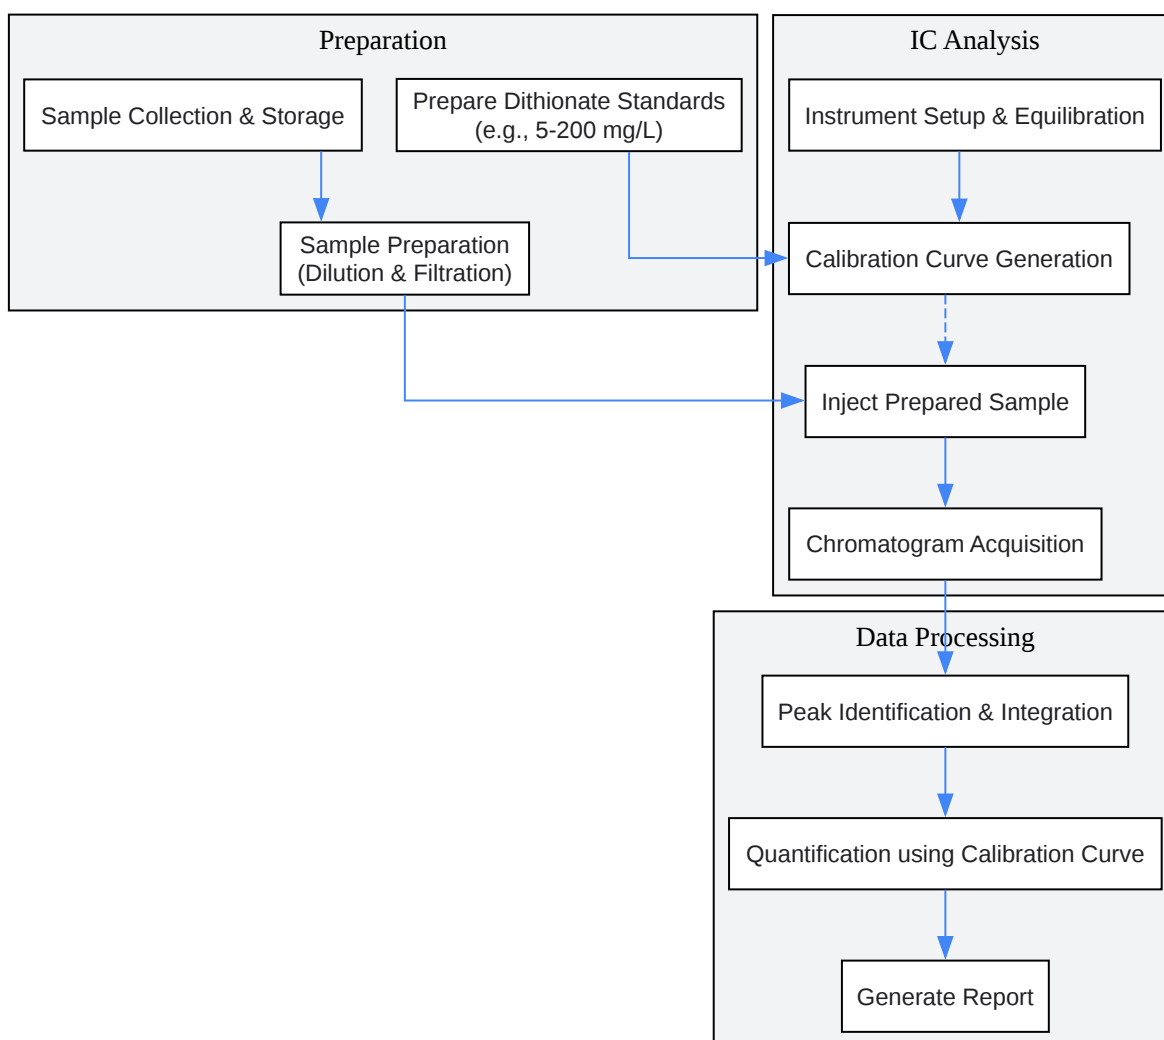 Preparation
Sample Collection & Storage
Prepare Dithionate Standards
(e.g., 5-200 mg/L)
Sample Preparation
(Dilution & Filtration)
IC Analysis
Instrument Setup & Equilibration
Calibration Curve Generation
Inject Prepared Sample
Chromatogram Acquisition
Data Processing
Peak Identification & Integration
Quantification using Calibration Curve
Generate Report